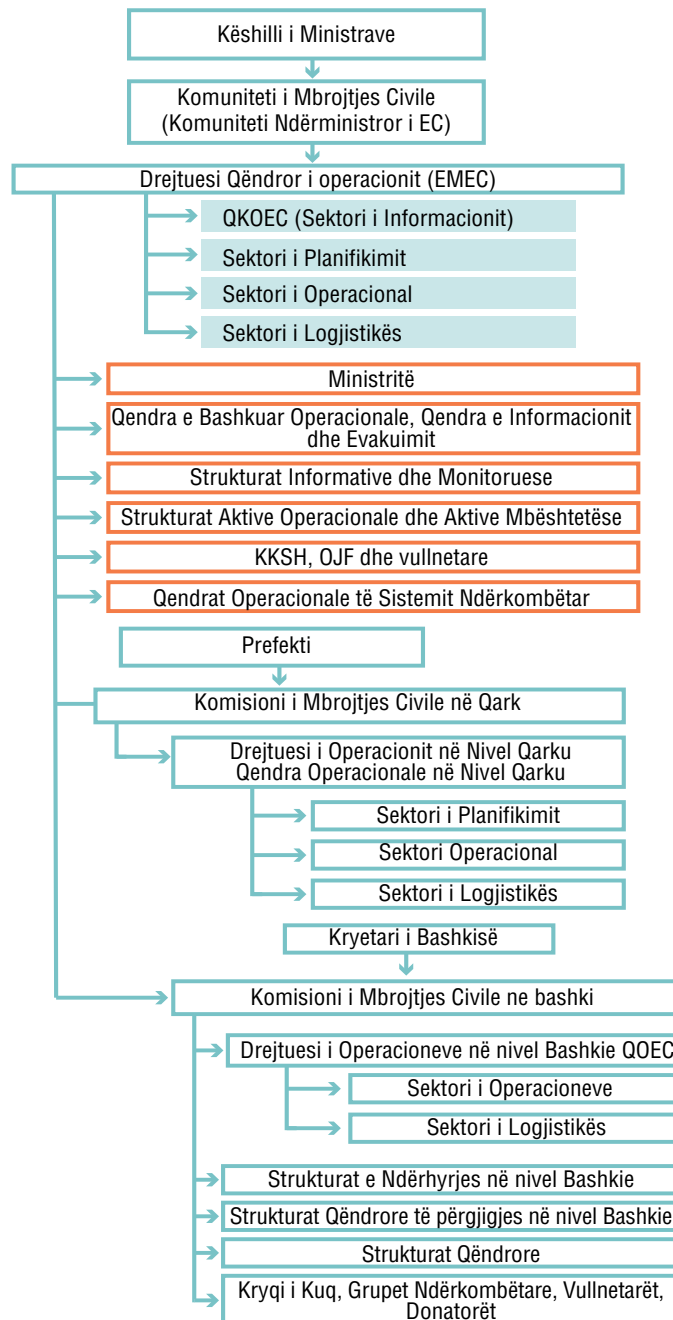 Këshilli i Ministrave
Komuniteti i Mbrojtjes Civile
(Komuniteti Ndërministror i EC)
Drejtuesi Qëndror i operacionit (EMEC)
QKOEC (Sektori i Informacionit)
Sektori i Planifikimit
Sektori i Operacional
Sektori i Logjistikës
Ministritë
Qendra e Bashkuar Operacionale, Qendra e Informacionit
dhe Evakuimit
Strukturat Informative dhe Monitoruese
Strukturat Aktive Operacionale dhe Aktive Mbështetëse
KKSH, OJF dhe vullnetare
Qendrat Operacionale të Sistemit Ndërkombëtar
Prefekti
Komisioni i Mbrojtjes Civile në Qark
Drejtuesi i Operacionit në Nivel Qarku
Qendra Operacionale në Nivel Qarku
Sektori i Planifikimit
Sektori Operacional
Sektori i Logjistikës
Kryetari i Bashkisë
Komisioni i Mbrojtjes Civile ne bashki
Drejtuesi i Operacioneve në nivel Bashkie QOEC
Sektori i Operacioneve
Sektori i Logjistikës
Strukturat e Ndërhyrjes në nivel Bashkie
Strukturat Qëndrore të përgjigjes në nivel Bashkie
Strukturat Qëndrore
Kryqi i Kuq, Grupet Ndërkombëtare, Vullnetarët,
Donatorët